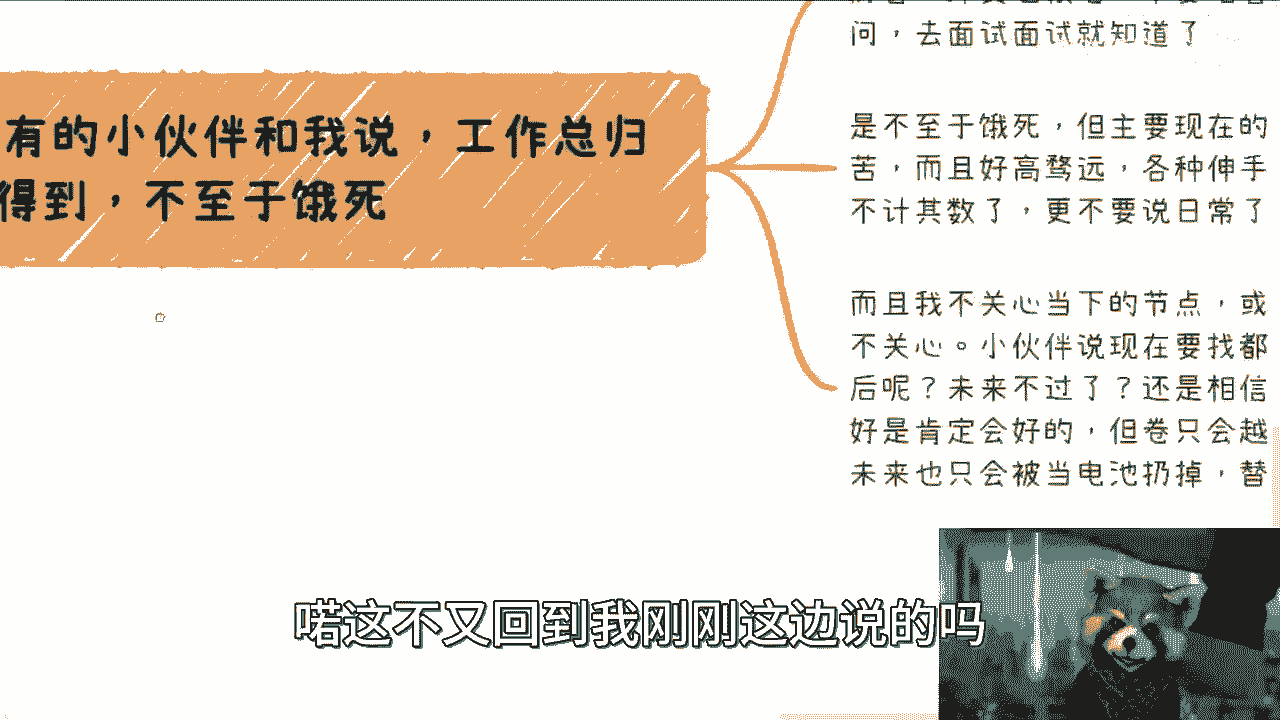 有的小伙伴和我说，工作总归
得到，不至于饿死
问，去面试面试就知道了
是不至于饿死，但主要现在的
苦，而且好高骛远，各种伸手
不计其数了，更不要说日常了
而且我不关心当下的节点，或
不关心。小伙伴说现在要找都
后呢？未来不过了？还是相信
好是肯定会好的，但卷只会越
未来也只会被当电池扔掉，替
喏这不又回到我刚刚这边说的吗